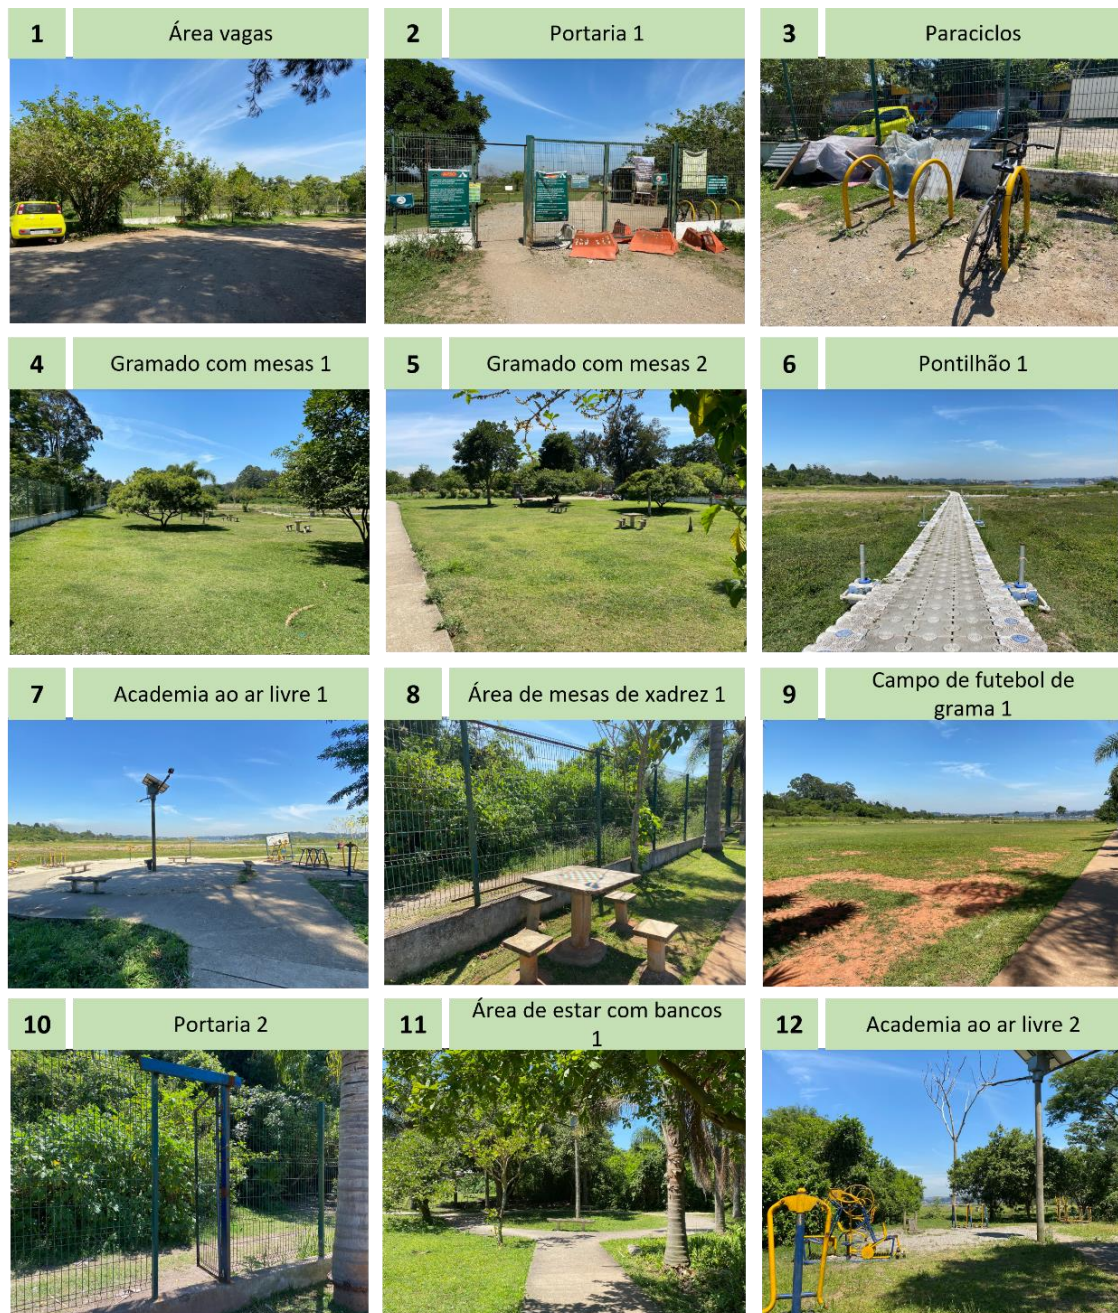 1
Área vagas
2
Portaria 1
3
Paraciclos
4
Gramado com mesas 1
5
Gramado com mesas 2
6
Pontilhão 1
7
Academia ao ar livre 1
8
Área de mesas de xadrez 1
9
Campo de futebol de
grama 1
10
Portaria 2
11
Área de estar com bancos
1
12
Academia ao ar livre 2